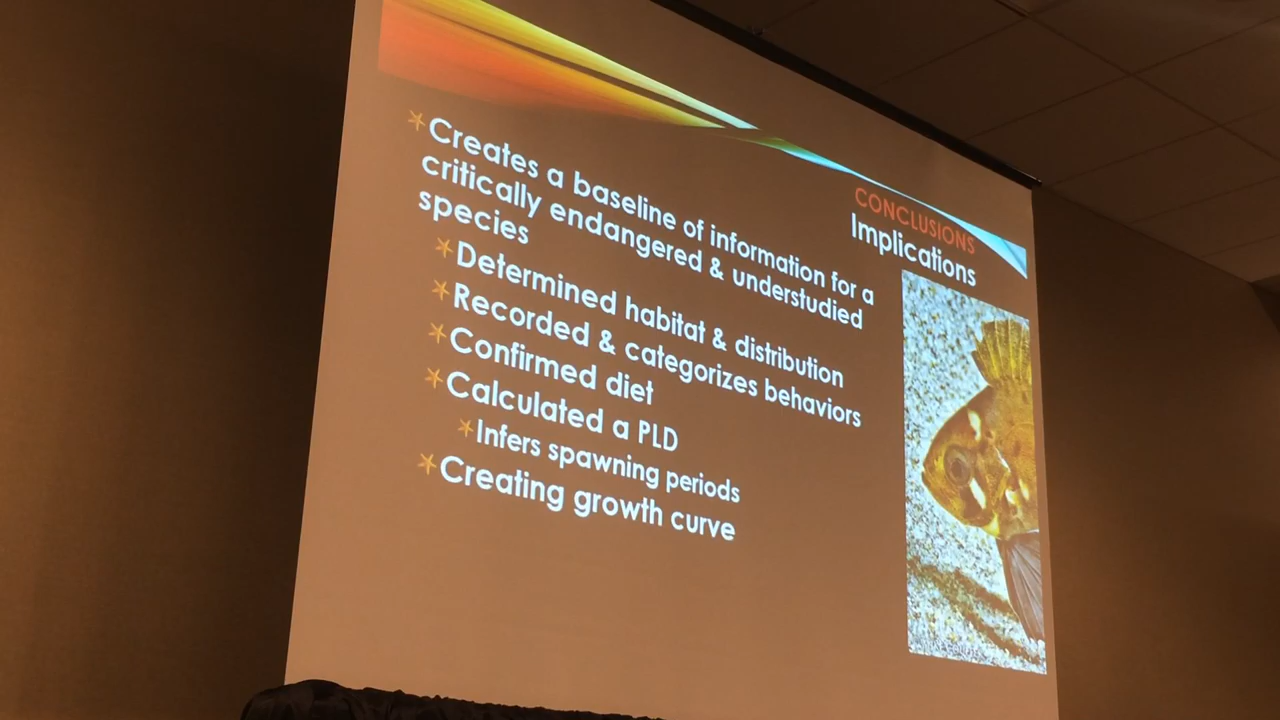 CONCLUSIONS
Implications
Creates a baseline of information for a
critically endangered & understudied
species
Determined habitat & distribution
Recorded & categorizes behaviors
Confirmed diet
Calculated a PLD
Infers spawning periods
Creating growth curve